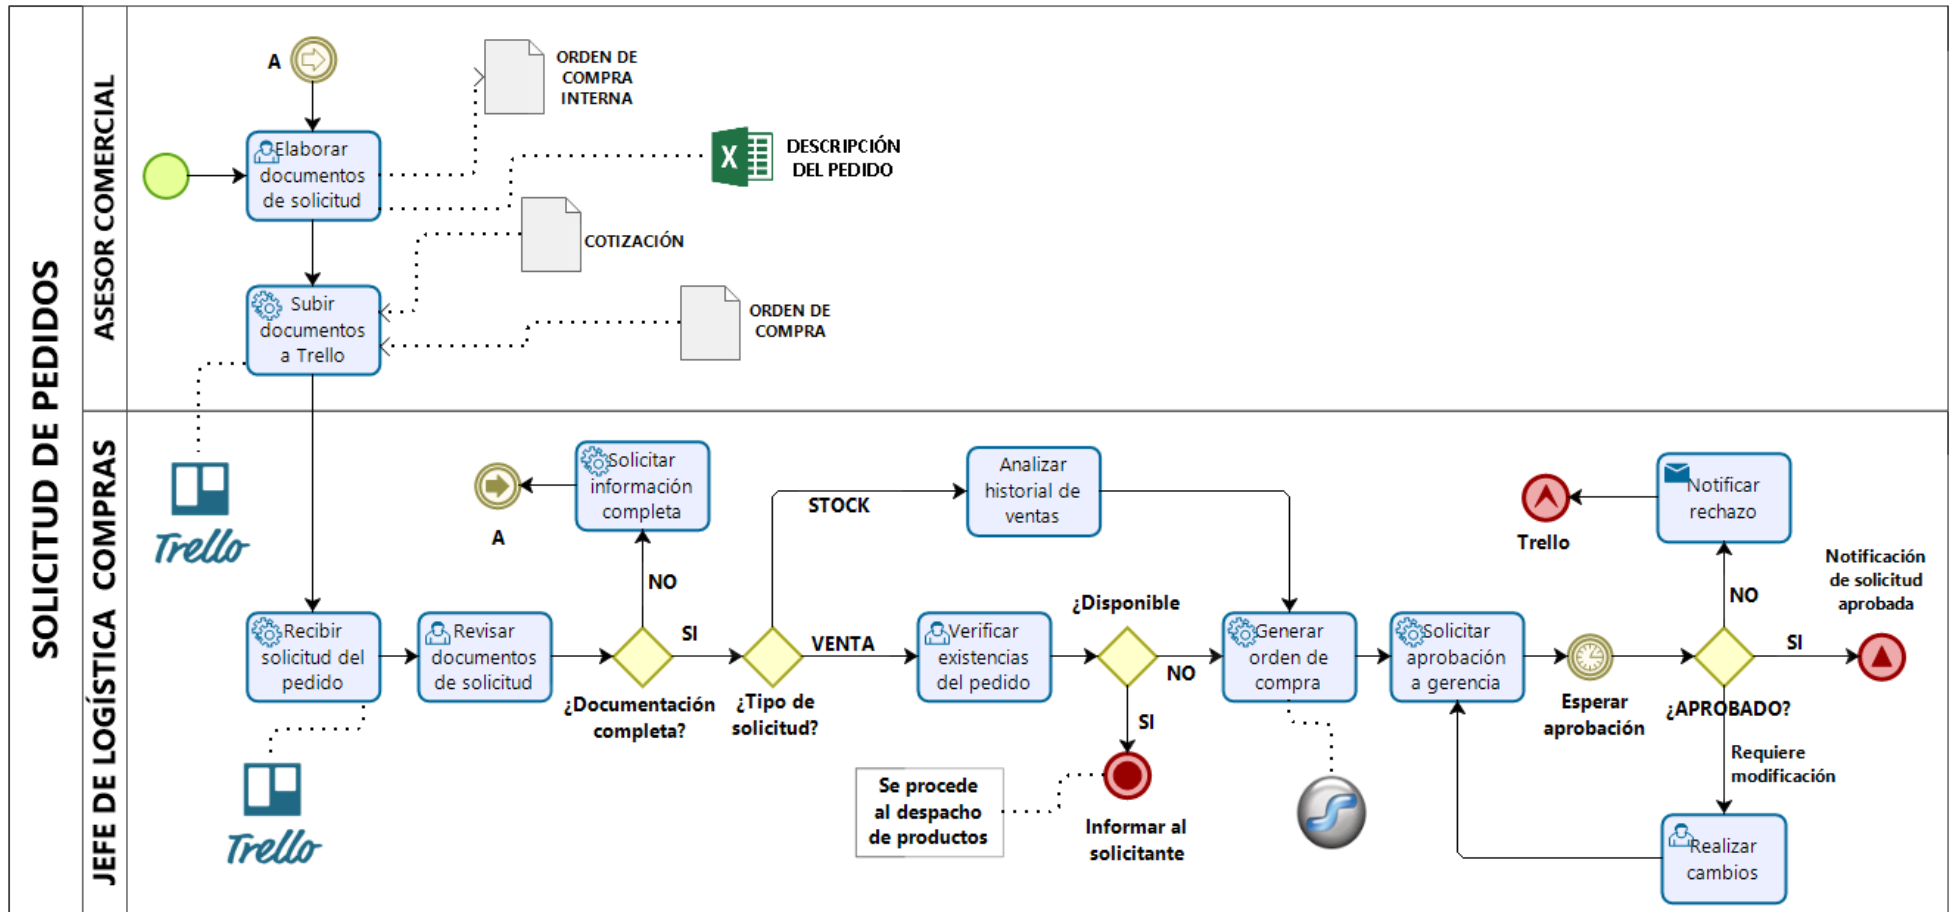 SOLICITUD DE PEDIDOS
ASESOR COMERCIAL
A
ORDEN DE
COMPRA
INTERNA
Elaborar
documentos
de solicitud
X
DESCRIPCIÓN
DEL PEDIDO
COTIZACIÓN
Subir
documentos
a Trello
ORDEN DE
COMPRA
JEFE DE LOGÍSTICA COMPRAS
Trello
Solicitar
información
completa
A
NO
STOCK
Analizar
historial de
ventas
Notificar
rechazo
Trello
Notificación
de solicitud
aprobada
NO
Recibir
solicitud del
pedido
Revisar
documentos
de solicitud
SI
¿Documentación
completa?
VENTA
¿Tipo de
solicitud?
Verificar
existencias
del pedido
¿Disponible
NO
SI
Generar
orden de
compra
Solicitar
aprobación
a gerencia
Esperar
aprobación
¿APROBADO?
SI
Requiere
modificación
Trello
Se procede
al despacho
de productos
Informar al
solicitante
Realizar
cambios